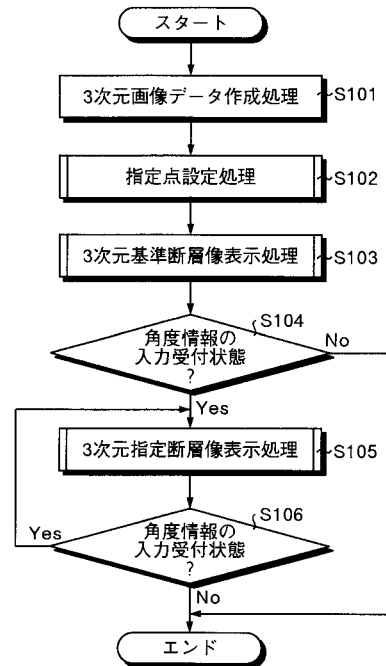 スタート
3次元画像データ作成処理
S101
指定点設定処理
S102
3次元基準断層像表示処理
S103
S104
角度情報の
入力受付状態
?
No
Yes
3次元指定断層像表示処理
S105
S106
Yes
角度情報の
入力受付状態
?
No
エンド